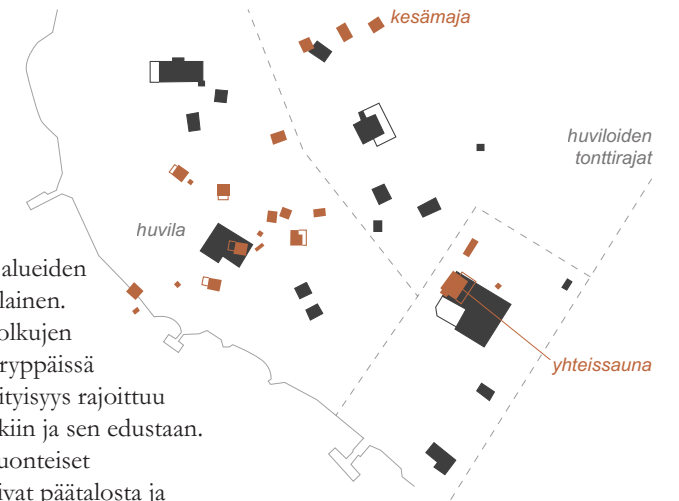 kesämaja
huviloiden
tonttirajat
huvila
alueiden
lainen.
olkujen
ryppäissä
ityisyys rajoittuu
kiin ja sen edustaan.
uonteiset
ivat päätalosta ja
yhteissauna